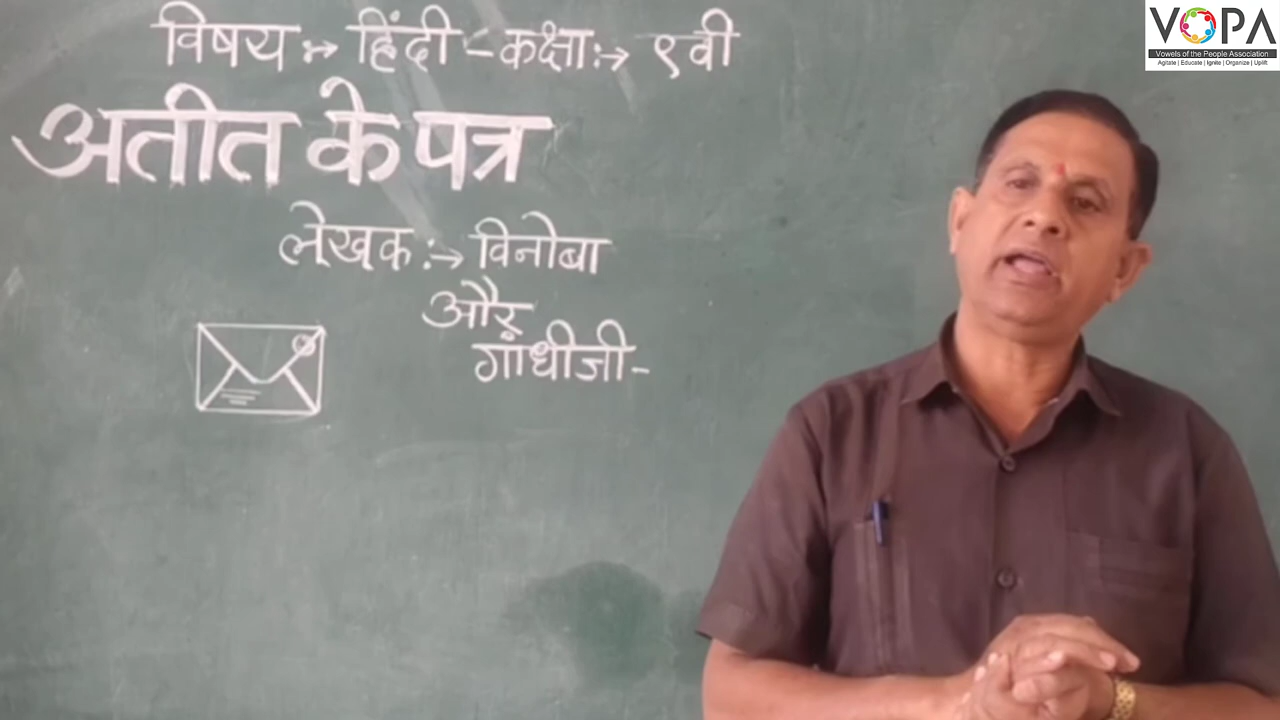 विषय :→ हिंदी - कक्षा :→ ९वी
अतीत के पत्र
लेखक :→ विनोबा
और
गांधीजी -
VOPA
Vowels of the People Association
Agitate | Educate | Ignite | Organize | Uplift